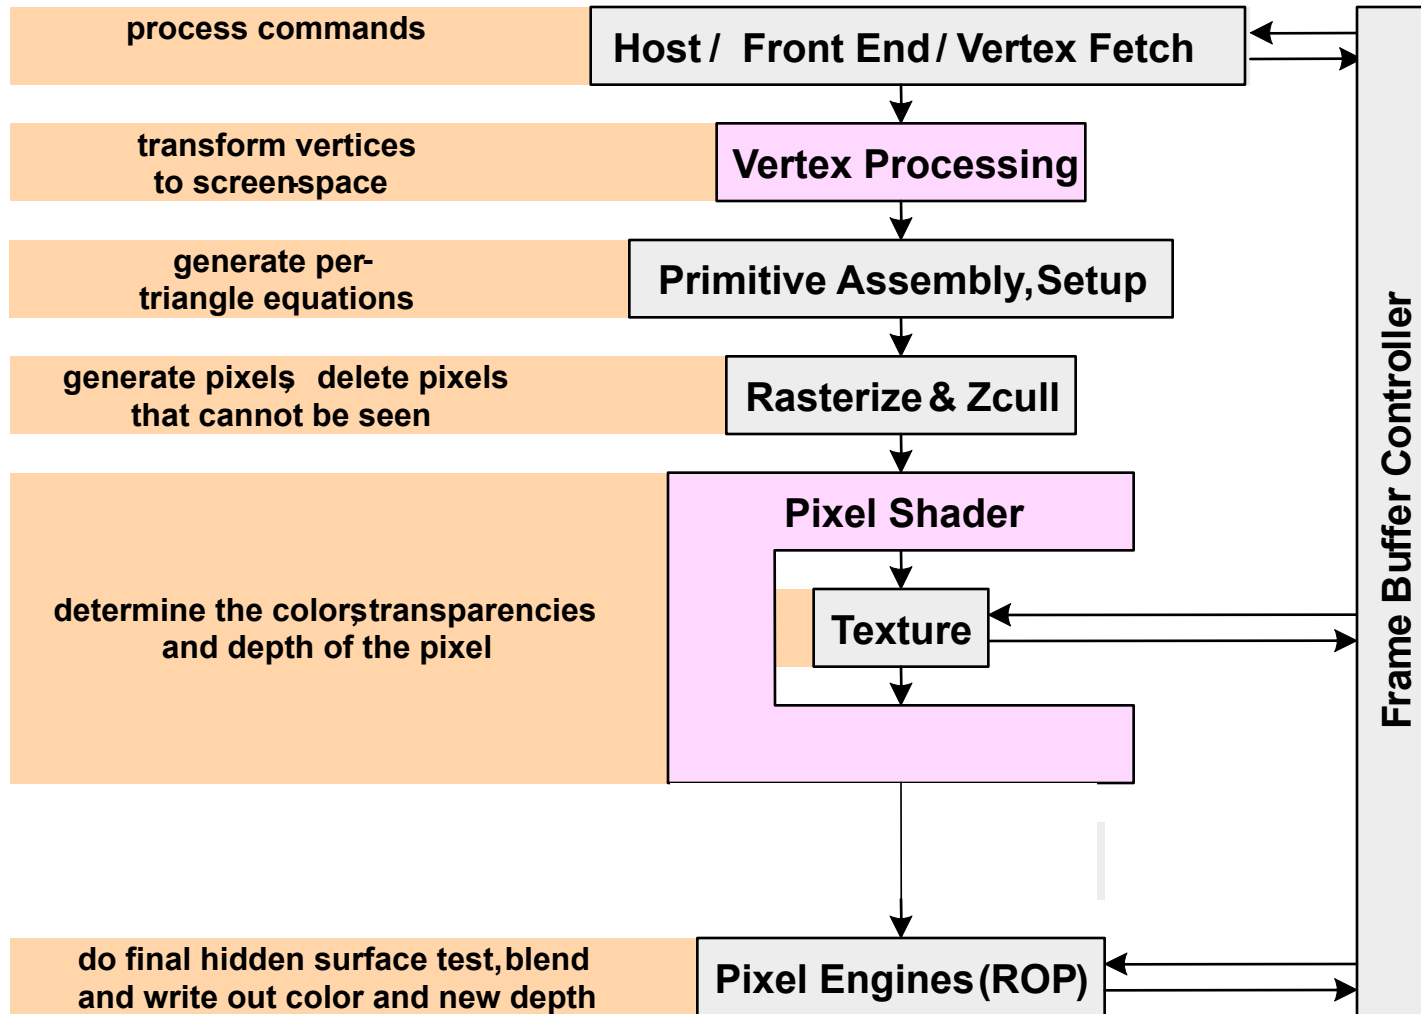 process commands
Host / Front End / Vertex Fetch
transform vertices
to screen-space
Vertex Processing
generate per-
triangle equations
Primitive Assembly, Setup
generate pixels, delete pixels
that cannot be seen
Rasterize & Zcull
Pixel Shader
determine the colors, transparencies
and depth of the pixel
Texture
Frame Buffer Controller
do final hidden surface test, blend
and write out color and new depth
Pixel Engines (ROP)